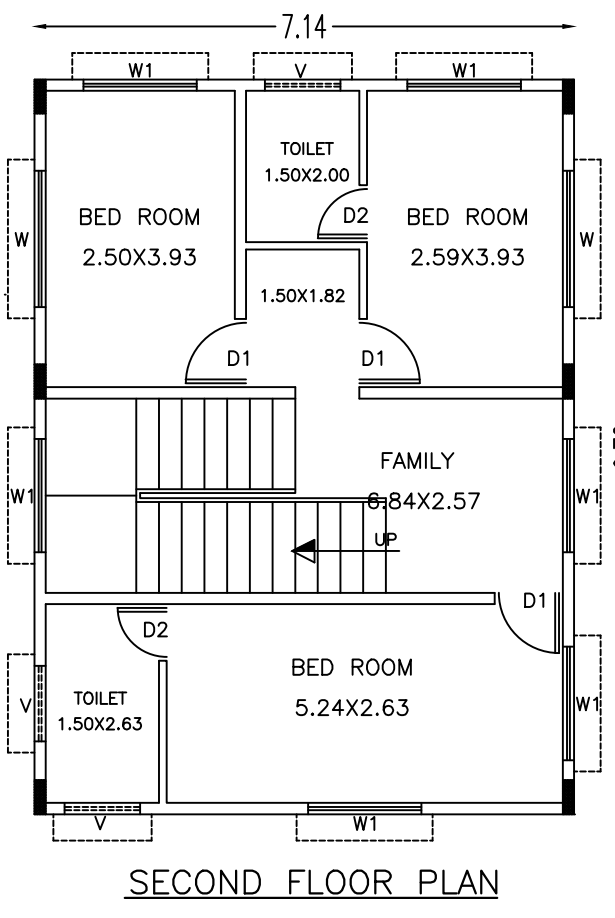 7.14
W1
V
W1
TOILET
1.50X2.00
D2
BED ROOM
2.50X3.93
BED ROOM
2.59X3.93
W
W
1.50X1.82
D1
D1
FAMILY
6.84X2.57
W1
W1
UP
D1
D2
BED ROOM
5.24X2.63
TOILET
1.50X2.63
V
W1
V
W1
SECOND FLOOR PLAN